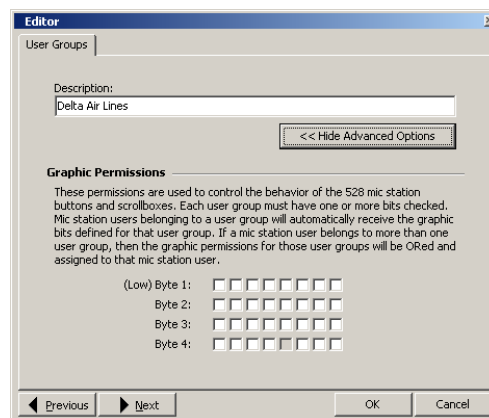 Editor
User Groups
Description:
Delta Air Lines
<< Hide Advanced Options
Graphic Permissions
These permissions are used to control the behavior of the 528 mic station
buttons and scrollboxes. Each user group must have one or more bits checked.
Mic station users belonging to a user group will automatically receive the graphic
bits defined for that user group. If a mic station user belongs to more than one
user group, then the graphic permissions for those user groups will be ORed and
assigned to that mic station user.
(Low) Byte 1:
Byte 2:
Byte 3:
Byte 4:
Previous Next OK Cancel